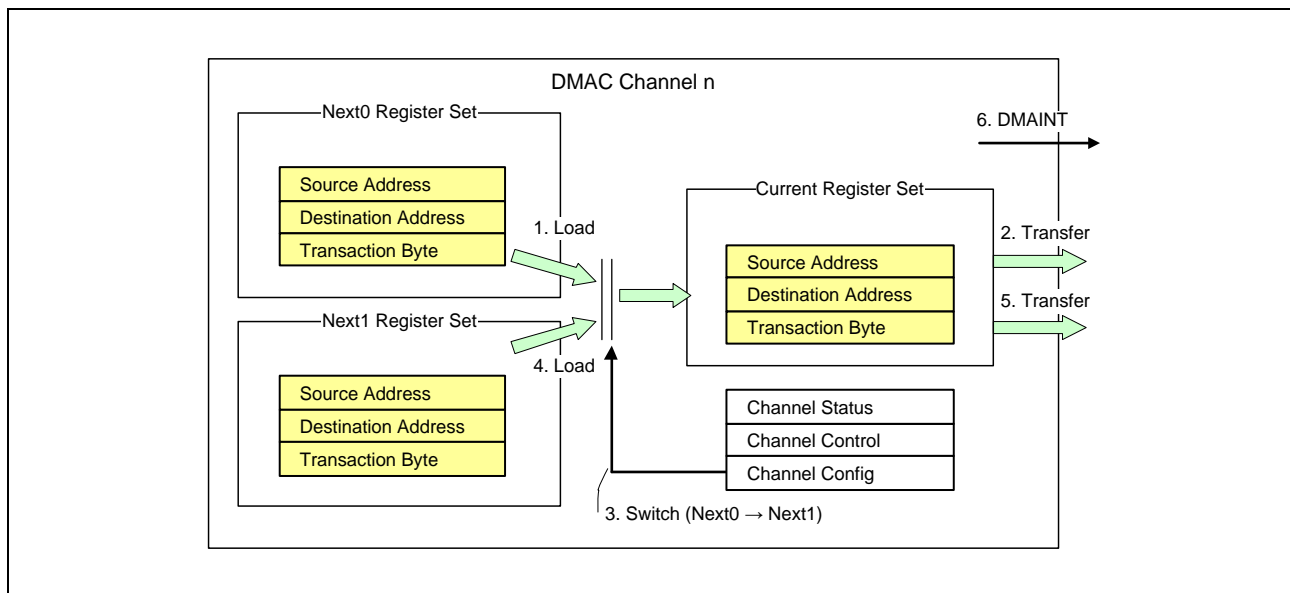 DMAC Channel n
Next0 Register Set
Source Address
Destination Address
Transaction Byte
1. Load
Next1 Register Set
4. Load
Source Address
Destination Address
Transaction Byte
Current Register Set
Source Address
Destination Address
Transaction Byte
Channel Status
Channel Control
Channel Config
3. Switch (Next0 → Next1)
6. DMAINT
2. Transfer
5. Transfer